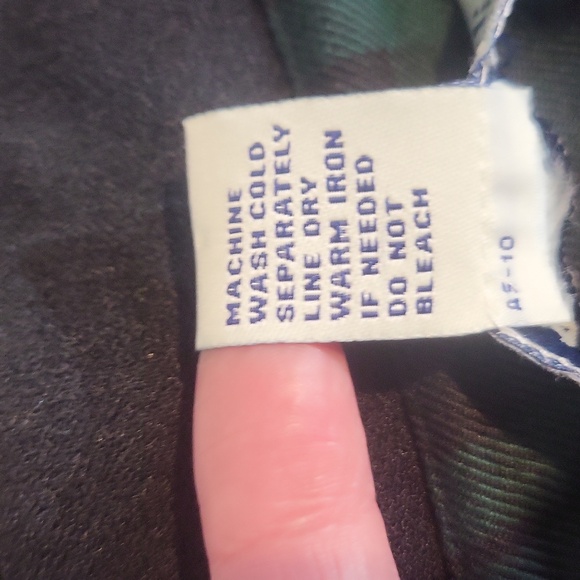 MACHINE
WASH COLD
SEPARATELY
LINE DRY
WARM IRON
IF NEEDED
DO NOT
BLEACH